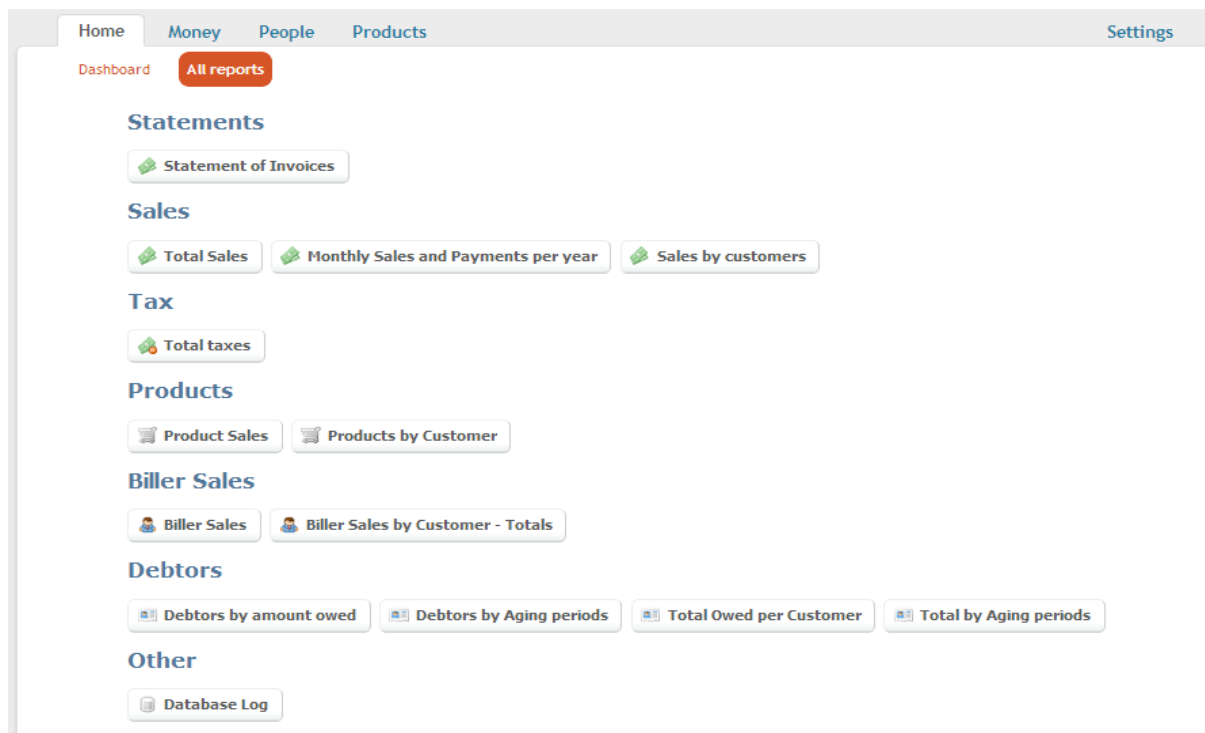 Home Money People Products Settings
Dashboard All reports
Statements
Statement of Invoices
Sales
Total Sales Monthly Sales and Payments per year Sales by customers
Tax
Total taxes
Products
Product Sales Products by Customer
Biller Sales
Biller Sales Biller Sales by Customer - Totals
Debtors
Debtors by amount owed Debtors by Aging periods Total Owed per Customer Total by Aging periods
Other
Database Log